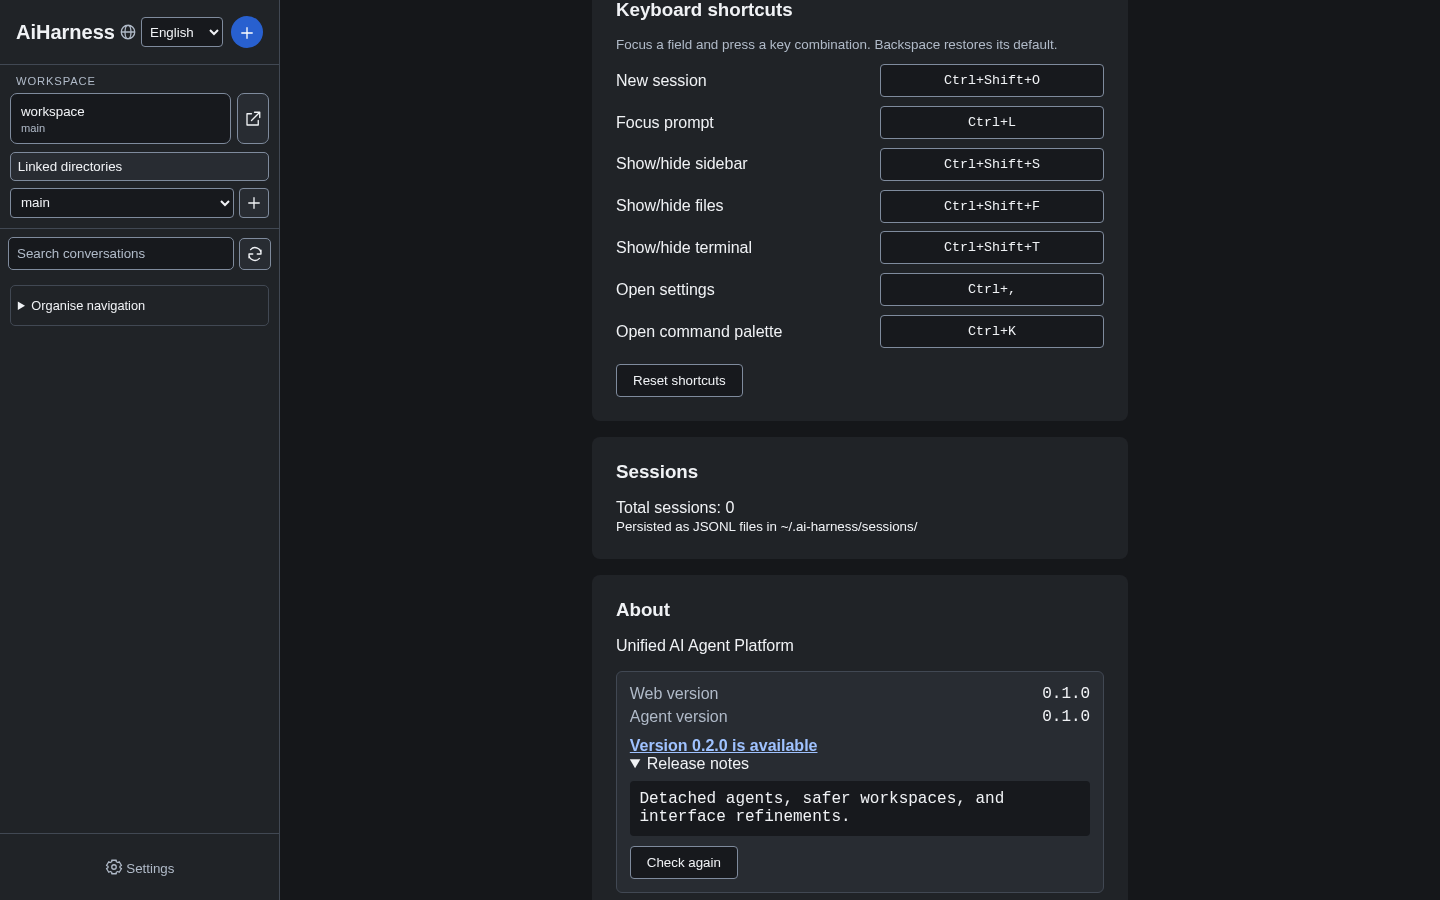 AiHarness
English
WORKSPACE
workspace
main
Linked directories
main
Search conversations
Organise navigation
Settings
Keyboard shortcuts
Focus a field and press a key combination. Backspace restores its default.
New session Ctrl+Shift+O
Focus prompt Ctrl+L
Show/hide sidebar Ctrl+Shift+S
Show/hide files Ctrl+Shift+F
Show/hide terminal Ctrl+Shift+T
Open settings Ctrl+,
Open command palette Ctrl+K
Reset shortcuts
Sessions
Total sessions: 0
Persisted as JSONL files in ~/.ai-harness/sessions/
About
Unified AI Agent Platform
Web version 0.1.0
Agent version 0.1.0
Version 0.2.0 is available
Release notes
Detached agents, safer workspaces, and
interface refinements.
Check again